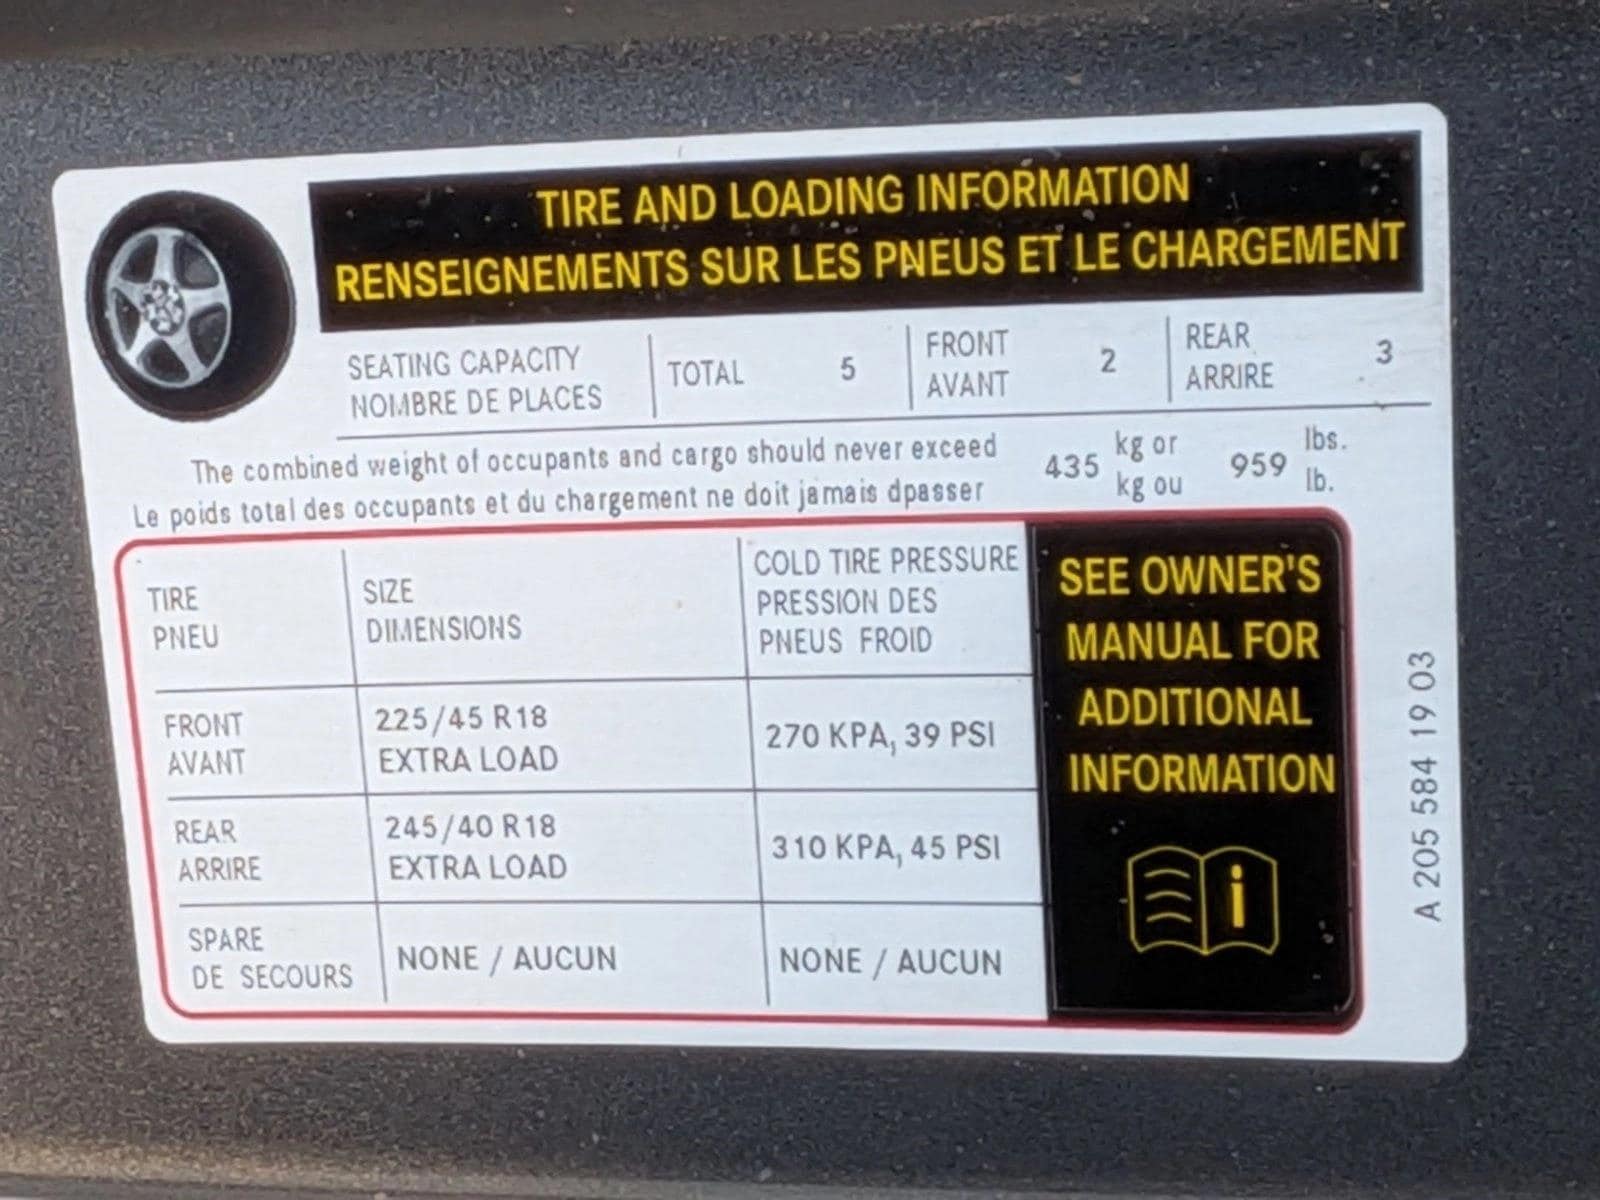 TIRE AND LOADING INFORMATION
RENSEIGNEMENTS SUR LES PNEUS ET LE CHARGEMENT
SEATING CAPACITY
NOMBRE DE PLACES
TOTAL 5
FRONT
AVANT
2
REAR
ARRIRE
3
The combined weight of occupants and cargo should never exceed
Le poids total des occupants et du chargement ne doit jamais dpasser
435 kg or
kg ou
959 lbs.
lb.
TIRE
PNEU
SIZE
DIMENSIONS
COLD TIRE PRESSURE
PRESSION DES
PNEUS FROID
FRONT
AVANT
225/45 R18
EXTRA LOAD
270 KPA, 39 PSI
REAR
ARRIRE
245/40 R18
EXTRA LOAD
310 KPA, 45 PSI
SPARE
DE SECOURS
NONE / AUCUN
NONE / AUCUN
SEE OWNER'S
MANUAL FOR
ADDITIONAL
INFORMATION
i
A 205 584 19 03